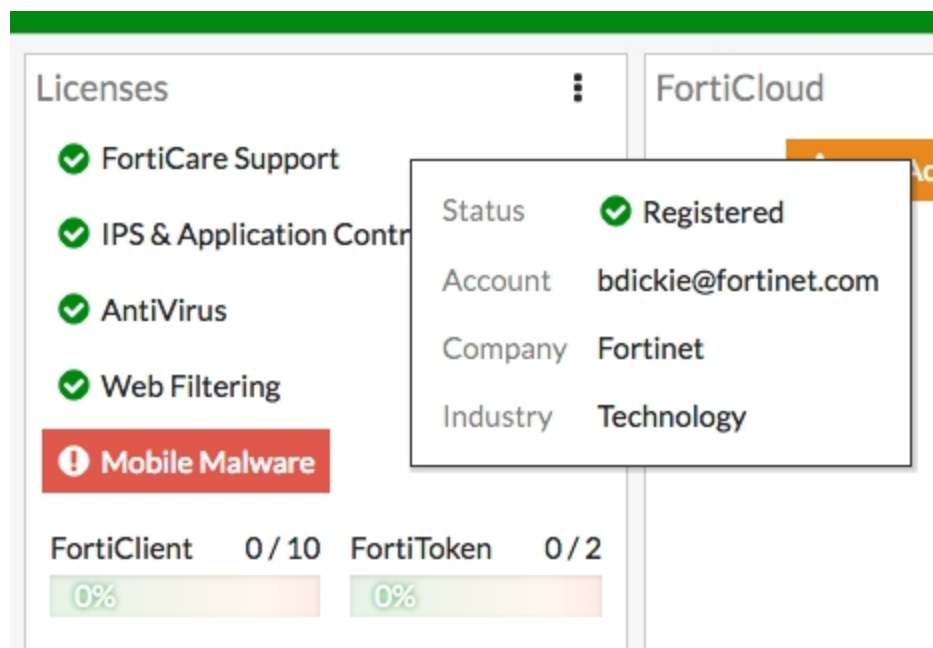 Licenses
FortiCloud
FortiCare Support
IPS & Application Contr
AntiVirus
Web Filtering
Mobile Malware
Status Registered
Account bdickie@fortinet.com
Company Fortinet
Industry Technology
FortiClient 0 / 10 FortiToken 0 / 2
0% 0%